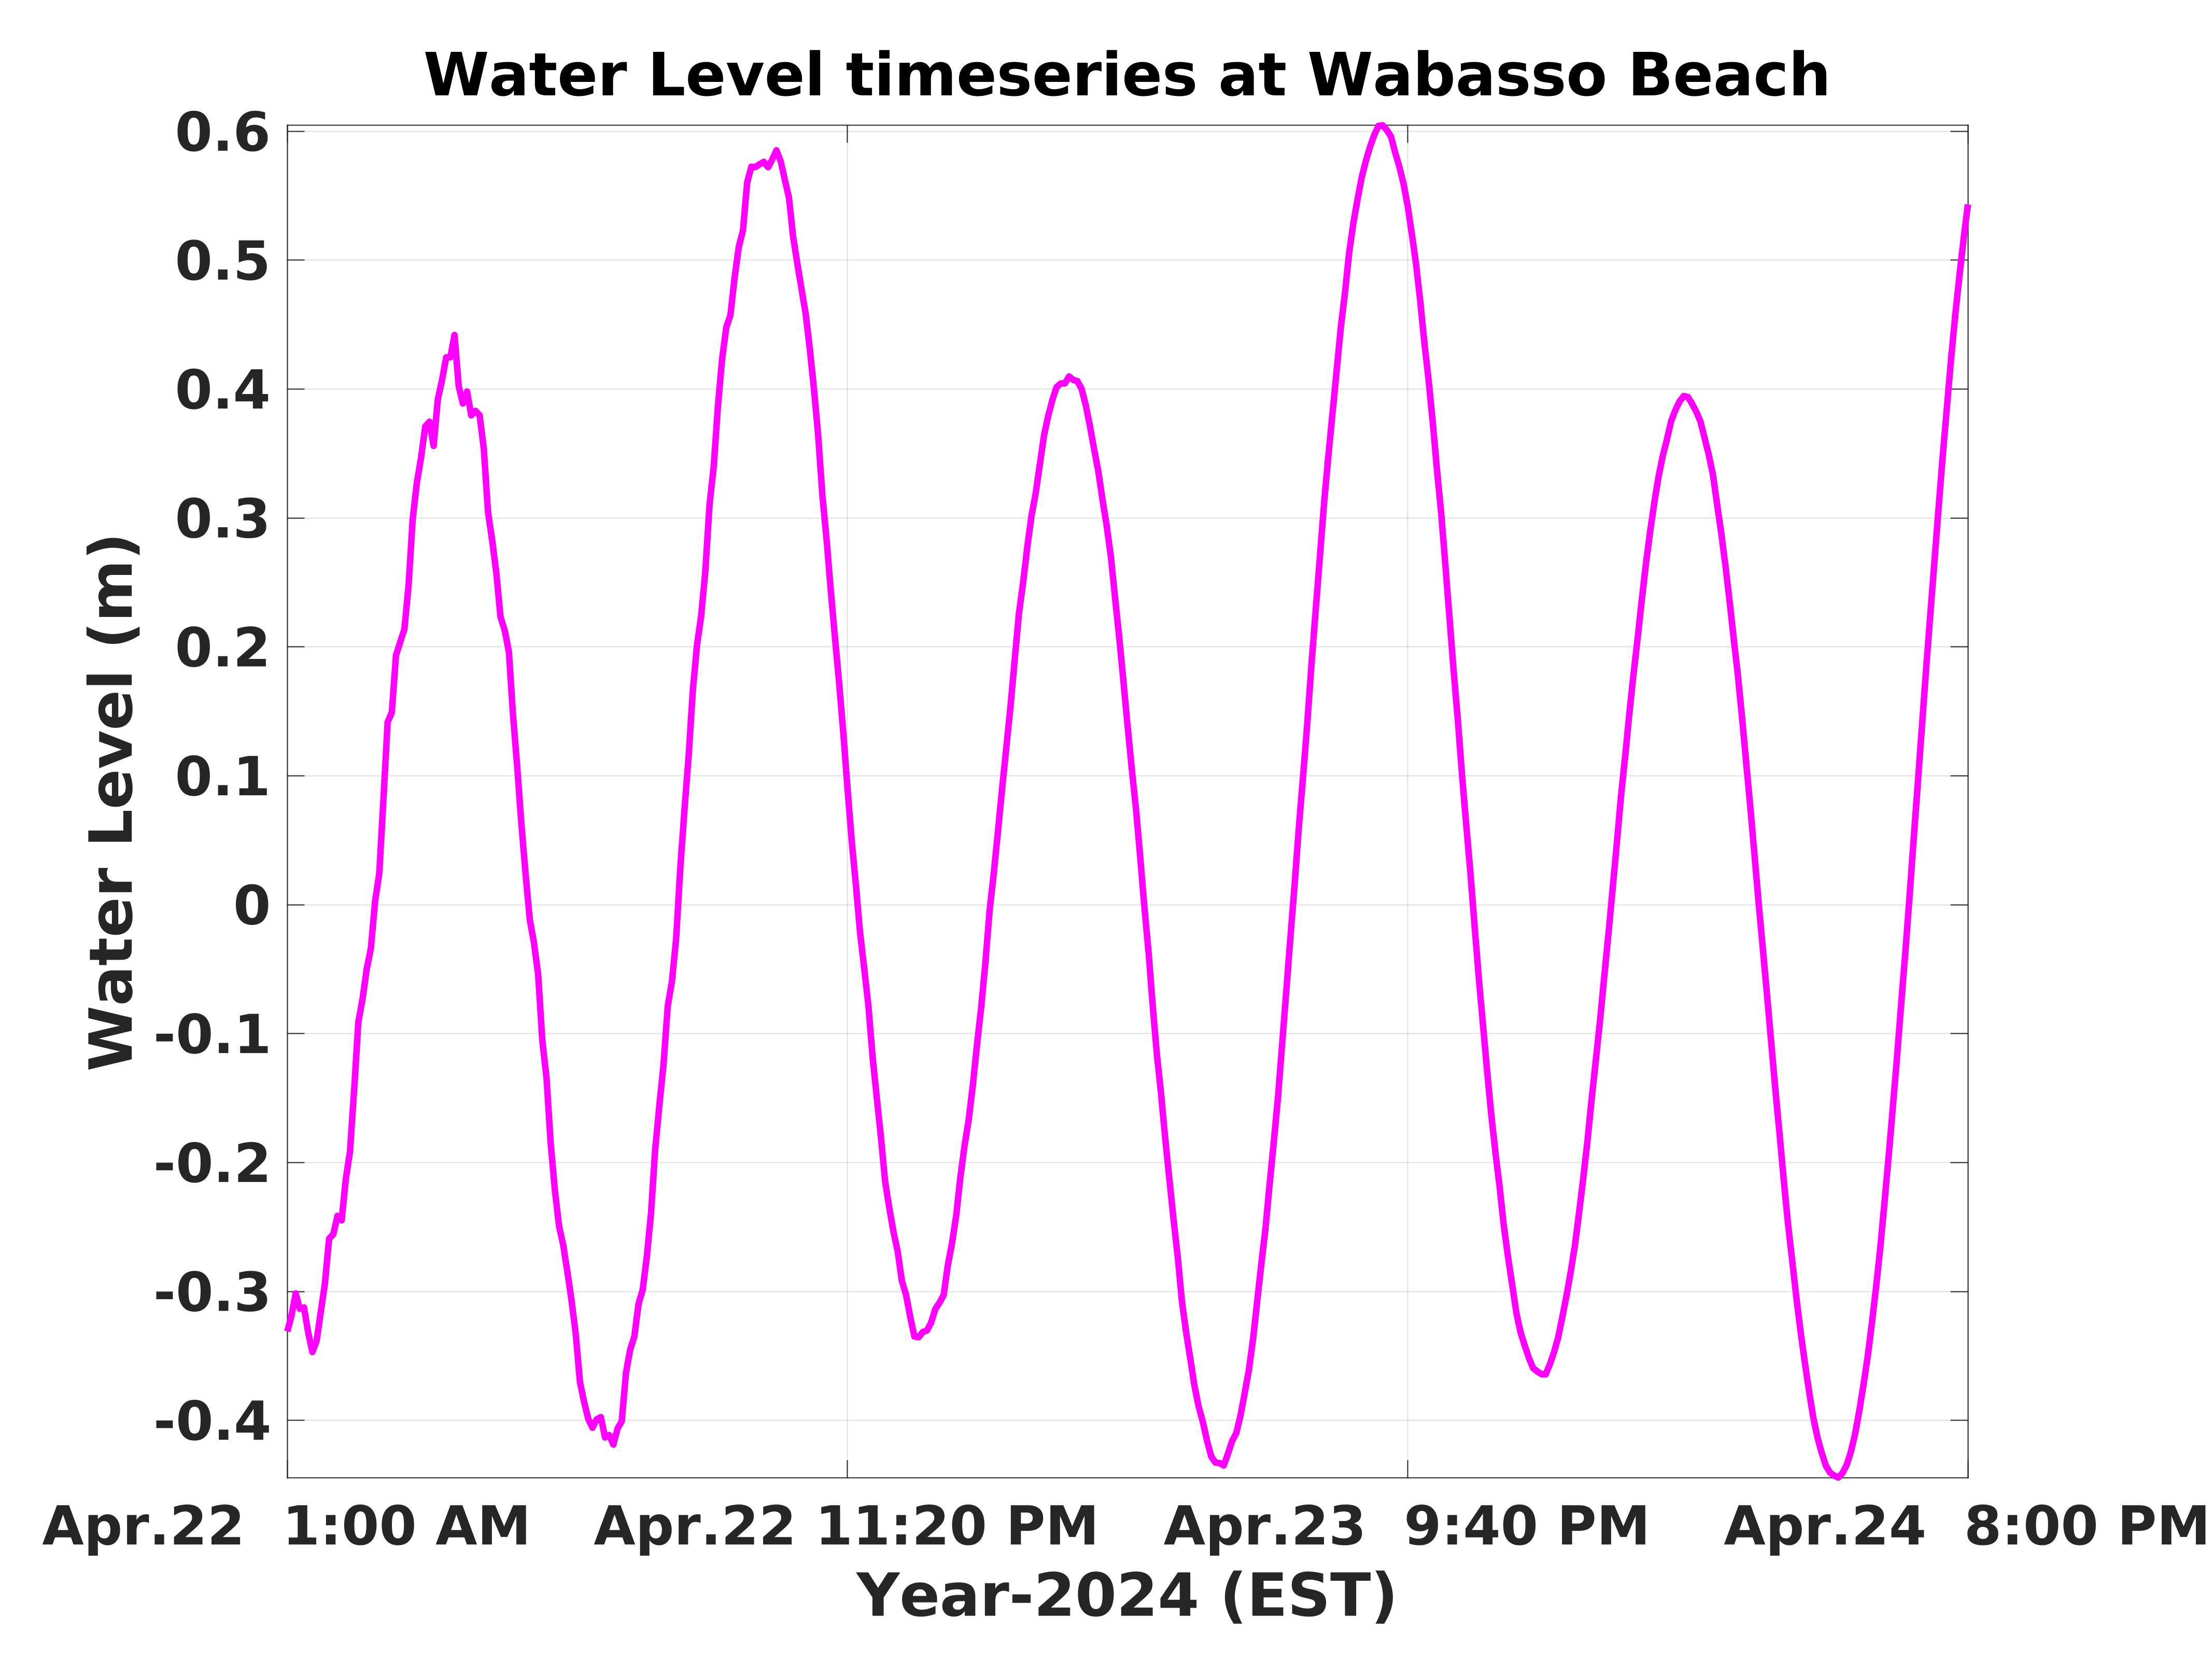 Water Level timeseries at Wabasso Beach
0.6
0.5
0.4
0.3
0.2
0.1
0
-0.1
-0.2
-0.3
-0.4
Water Level (m)
Apr.22 1:00 AM Apr.22 11:20 PM Apr.23 9:40 PM Apr.24 8:00 PM
Year-2024 (EST)